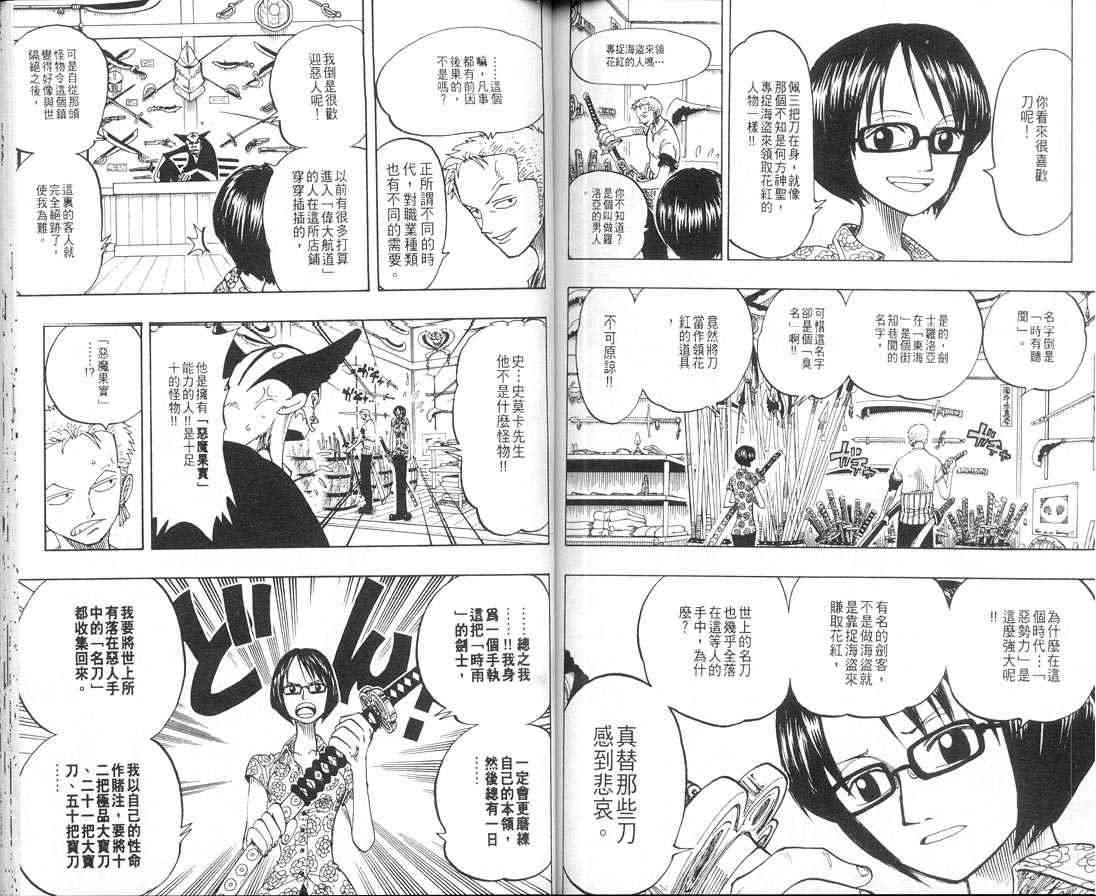 你看來很喜歡
刀呢！
佩三把刀在身，就像
那個不知是何方神聖，
專捉海盜來領取花紅的
人物一樣!!
專捉海盜來領
花紅的人嗎…
你不知道？
是個叫做羅
洛亞的男人
。
名字倒是
「時有聽
聞」。
是的，劍
士羅洛亞
在「東海
」是個街
知巷聞的
名字，
可惜這名字
卻是個「臭
名」啊!!
竟然將刀
當作領花
紅的道具
，
不可原諒!!
ガチャ
ガチャ
為什麼在這
個時代…「
惡勢力」是
這麼強大呢
!!
有名的劍客，
不是做海盜就
是靠捉海盜來
賺取花紅，
世上的名刀
也幾乎全落
在這等人的
手中，為什
麼？
真替那些刀
感到悲哀。
……這個
嘛，凡事
都有前因
後果的，
不是嗎？
正所謂不同的時
代，對職業種類
也有不同的需要。
我倒是很歡
迎惡人呢！
以前有很多打算
進入「偉大航道」
的人在這所店鋪
穿穿插插的，
可是自從那頭
怪物令這個鎮
變得好像與世
隔絕之後，
這裏的客人就
完全絕跡了，
使我為難。
史…史莫卡先生
他不是什麼怪物!!
他是擁有「惡魔果實」
能力的人!!是十足
十的怪物!!
「惡魔果實」
……!?
……總之我
……!!我身
爲一個手執
這把「時雨
」的劍士，
一定會更磨練
自己的本領，
然後總有一日
……
どん!!
我要將世上所
有落在惡人手
中的「名刀」
都收集回來。
我以自己的性命
作賭注，要將十
二把極品大寶刀
、二十一把大寶
刀、五十把寶刀
……